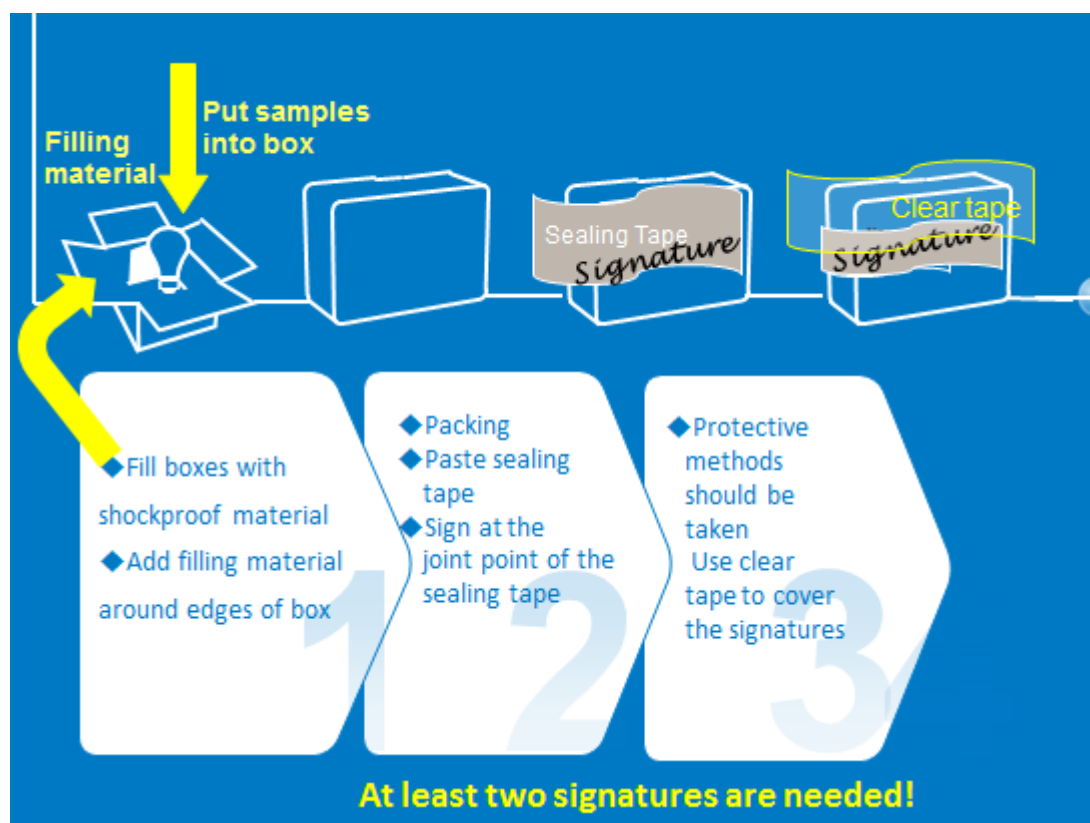 Put samples
into box
Filling
material
Sealing Tape
Signature
Clear tape
Signature
◆Fill boxes with
shockproof material
◆Add filling material
around edges of box
1
◆Packing
◆Paste sealing
tape
◆Sign at the
joint point of the
sealing tape
2
◆Protective
methods
should be
taken
Use clear
tape to cover
the signatures
3
At least two signatures are needed!